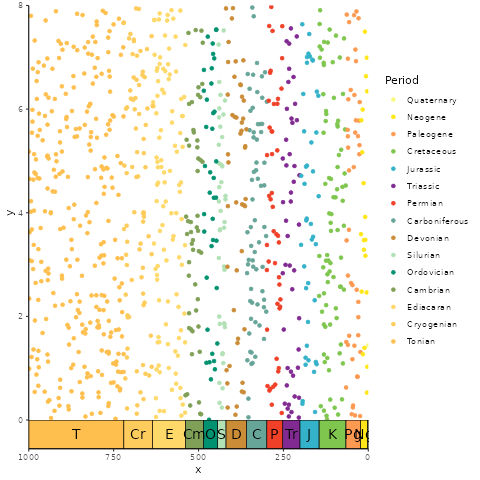 8
6
4
2
0
y
T Cr E Cm O S D C P Tr J K Pg Ng
1000 750 500 250 0
x
Period
Quaternary
Neogene
Paleogene
Cretaceous
Jurassic
Triassic
Permian
Carboniferous
Devonian
Silurian
Ordovician
Cambrian
Ediacaran
Cryogenian
Tonian